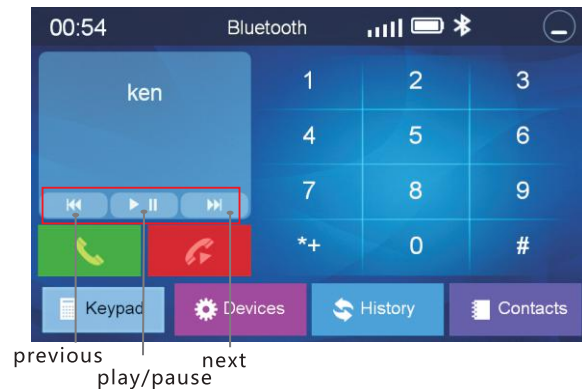 00:54 Bluetooth
ken
1 2 3
4 5 6
7 8 9
*+ 0 #
Keypad Devices History Contacts
previous
play/pause
next